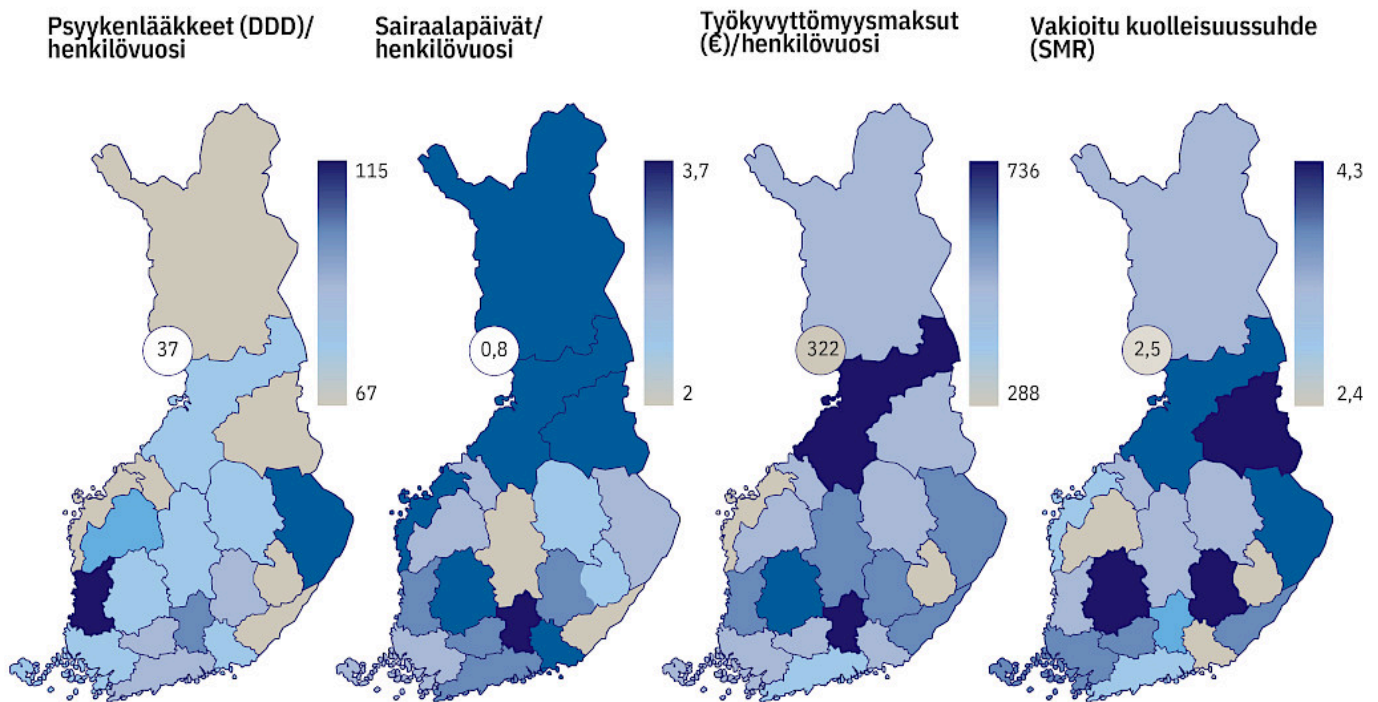 Psyykenlääkkeet (DDD)/
henkilövuosi
Sairaalapäivät/
henkilövuosi
Työkyvyttömyysmaksut
(€)/henkilövuosi
Vakioitu kuolleisuussuhde
(SMR)
115
67
37
3,7
2
0,8
736
288
322
4,3
2,4
2,5